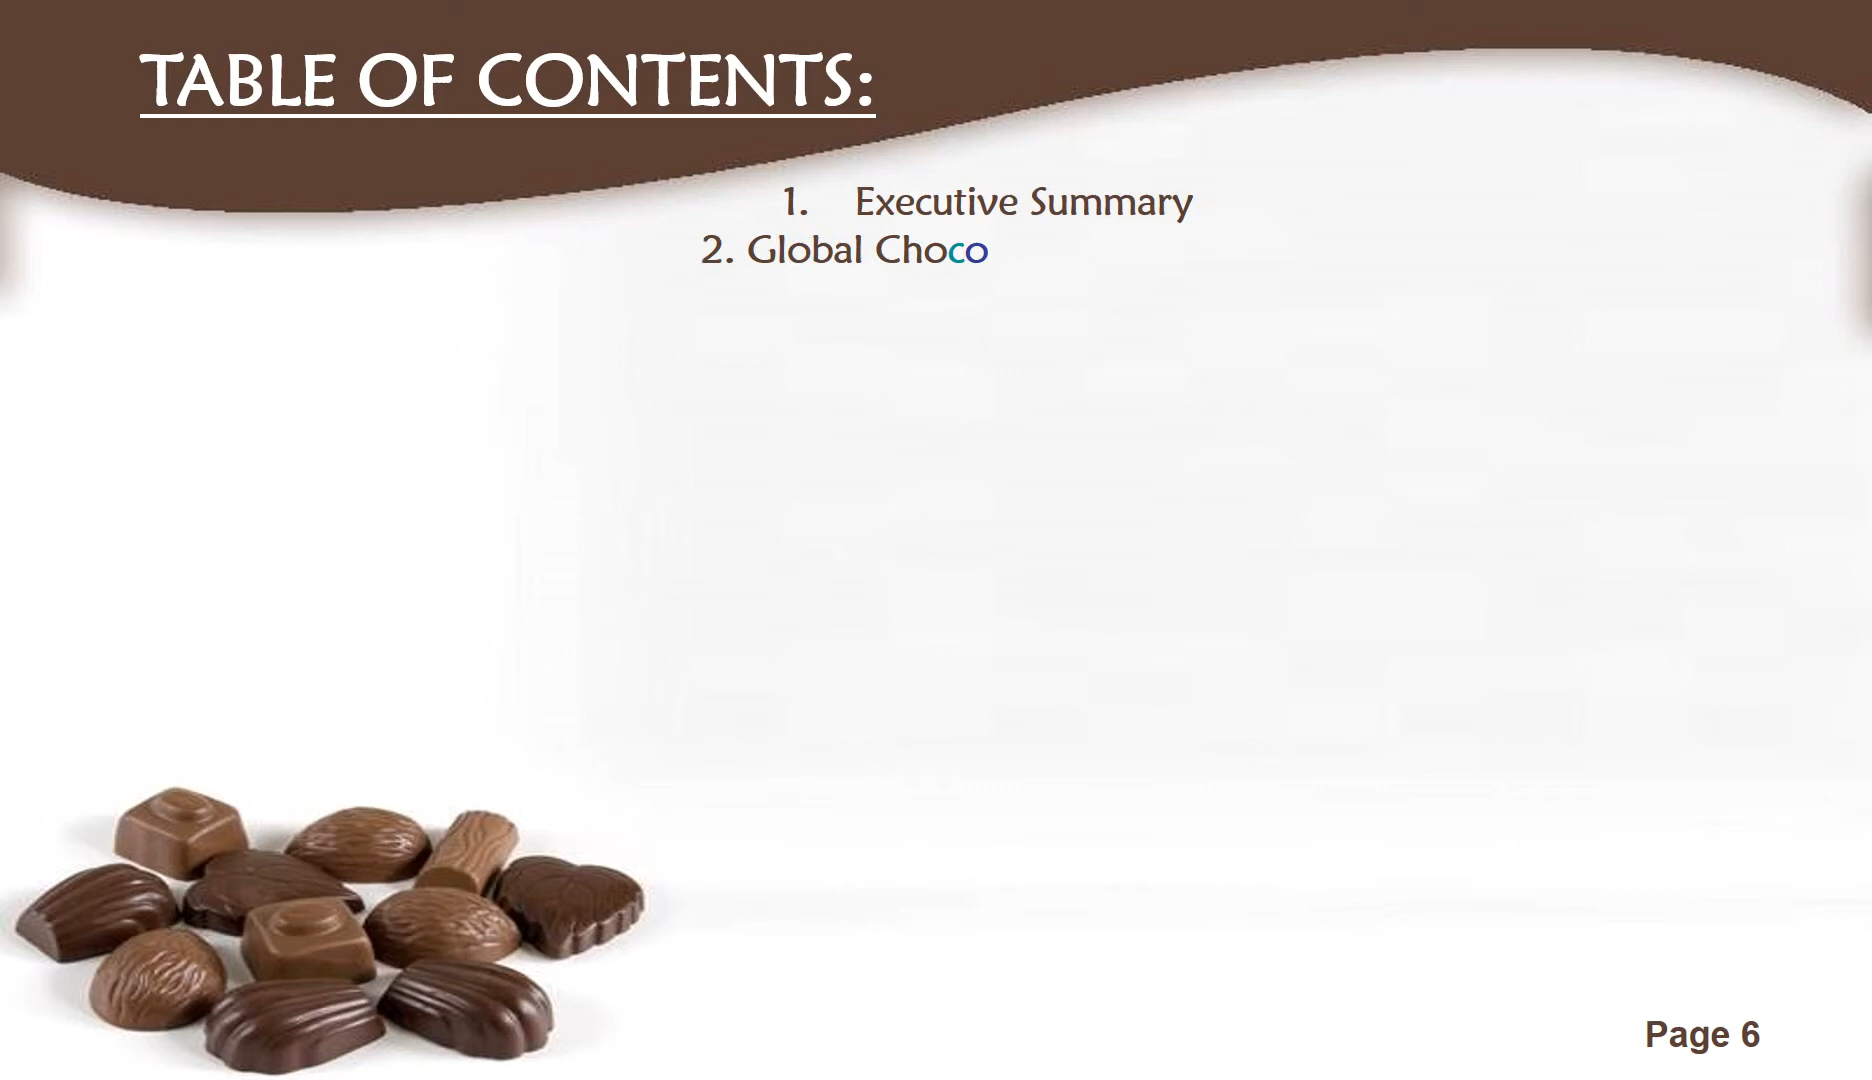 TABLE OF CONTENTS:
1. Executive Summary
2. Global Choco
Page 6